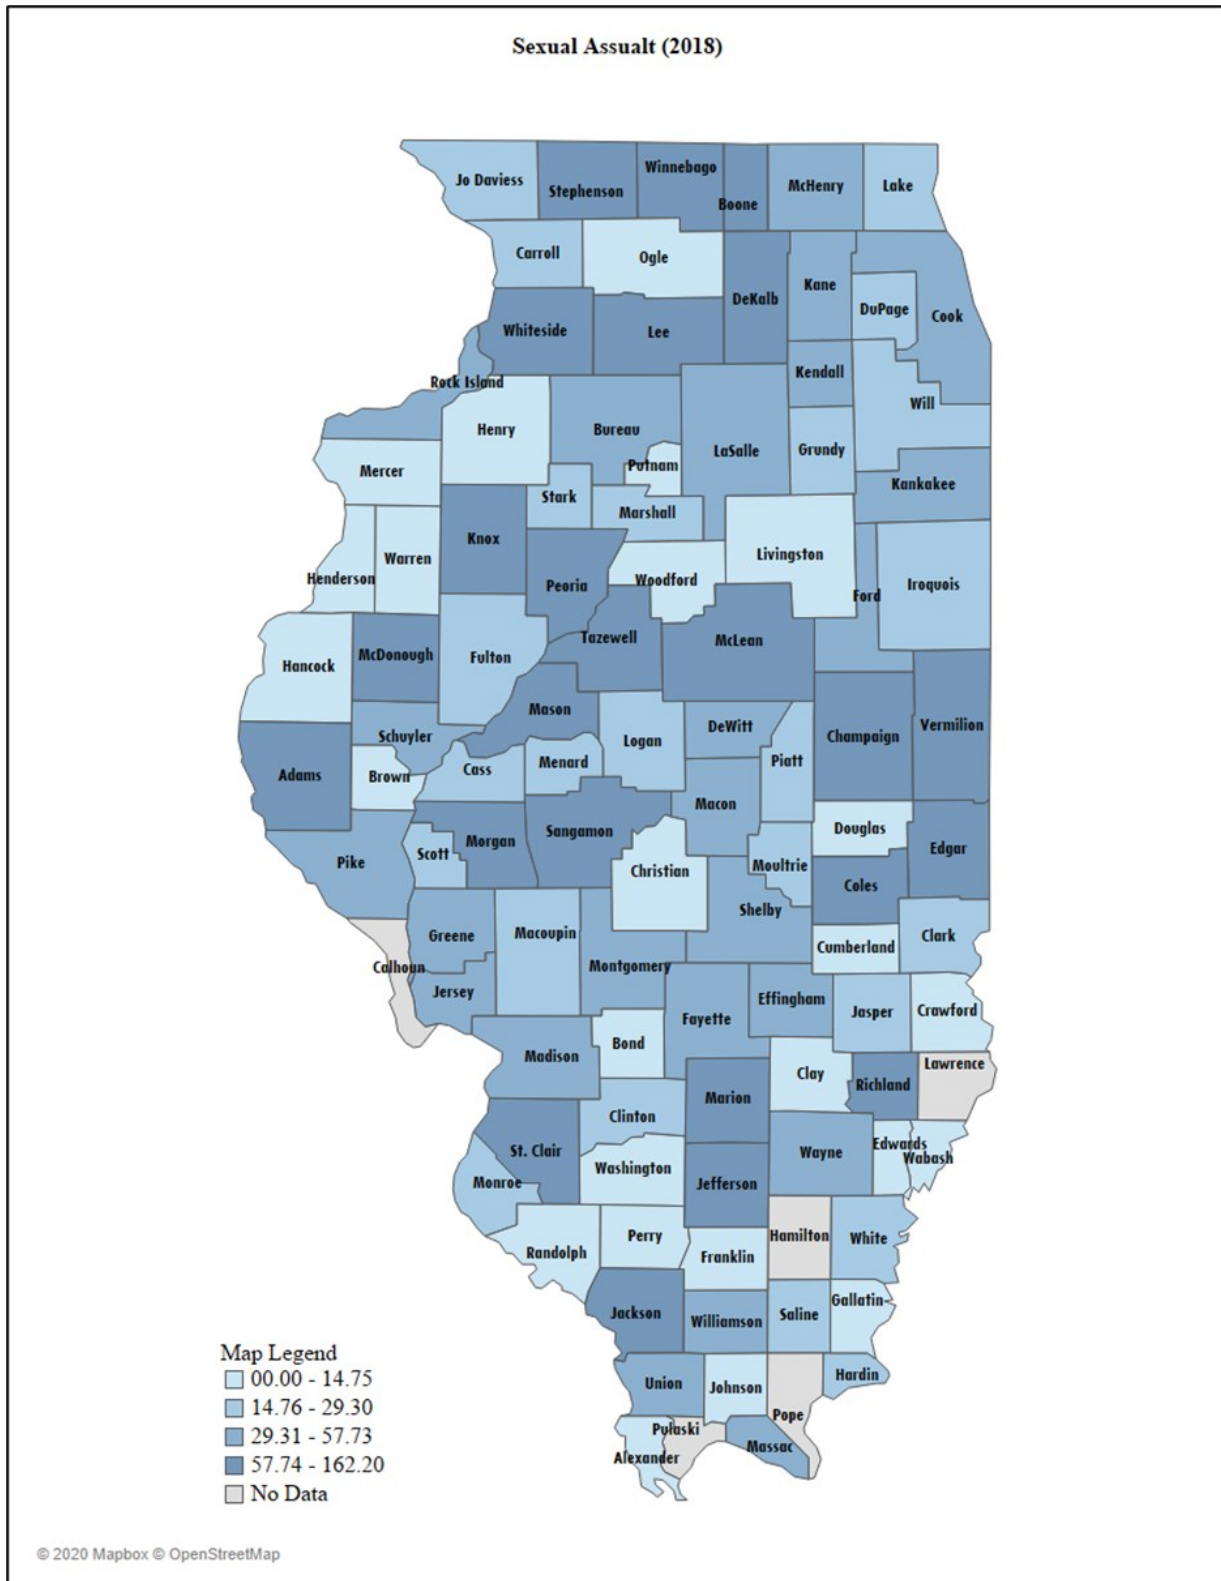 Sexual Assualt (2018)
Jo Daviess
Stephenson
Winnebago
Boone
McHenry
Lake
Carroll
Ogle
DeKalb
Kane
DuPage
Cook
Whiteside
Lee
Rock Island
Kendall
Will
Henry
Bureau
Putnam
LaSalle
Grundy
Mercer
Kankakee
Stark
Marshall
Knox
Warren
Henderson
Peoria
Woodford
Livingston
Ford
Iroquois
Tazewell
McLean
Hancock
McDonough
Fulton
Mason
Schuyler
Logan
DeWitt
Piatt
Champaign
Vermilion
Adams
Brown
Cass
Menard
Macon
Douglas
Edgar
Pike
Scott
Morgan
Sangamon
Christian
Moultrie
Coles
Shelby
Greene
Macoupin
Montgomery
Cumberland
Clark
Calhoun
Jersey
Fayette
Effingham
Jasper
Crawford
Madison
Bond
Clay
Richland
Lawrence
Marion
Clinton
St. Clair
Washington
Monroe
Jefferson
Wayne
Edwards
Wabash
Randolph
Perry
Franklin
Hamilton
White
Jackson
Williamson
Saline
Gallatin
Union
Johnson
Pope
Hardin
Pulaski
Alexander
Massac
Map Legend
00.00 - 14.75
14.76 - 29.30
29.31 - 57.73
57.74 - 162.20
No Data
© 2020 Mapbox © OpenStreetMap